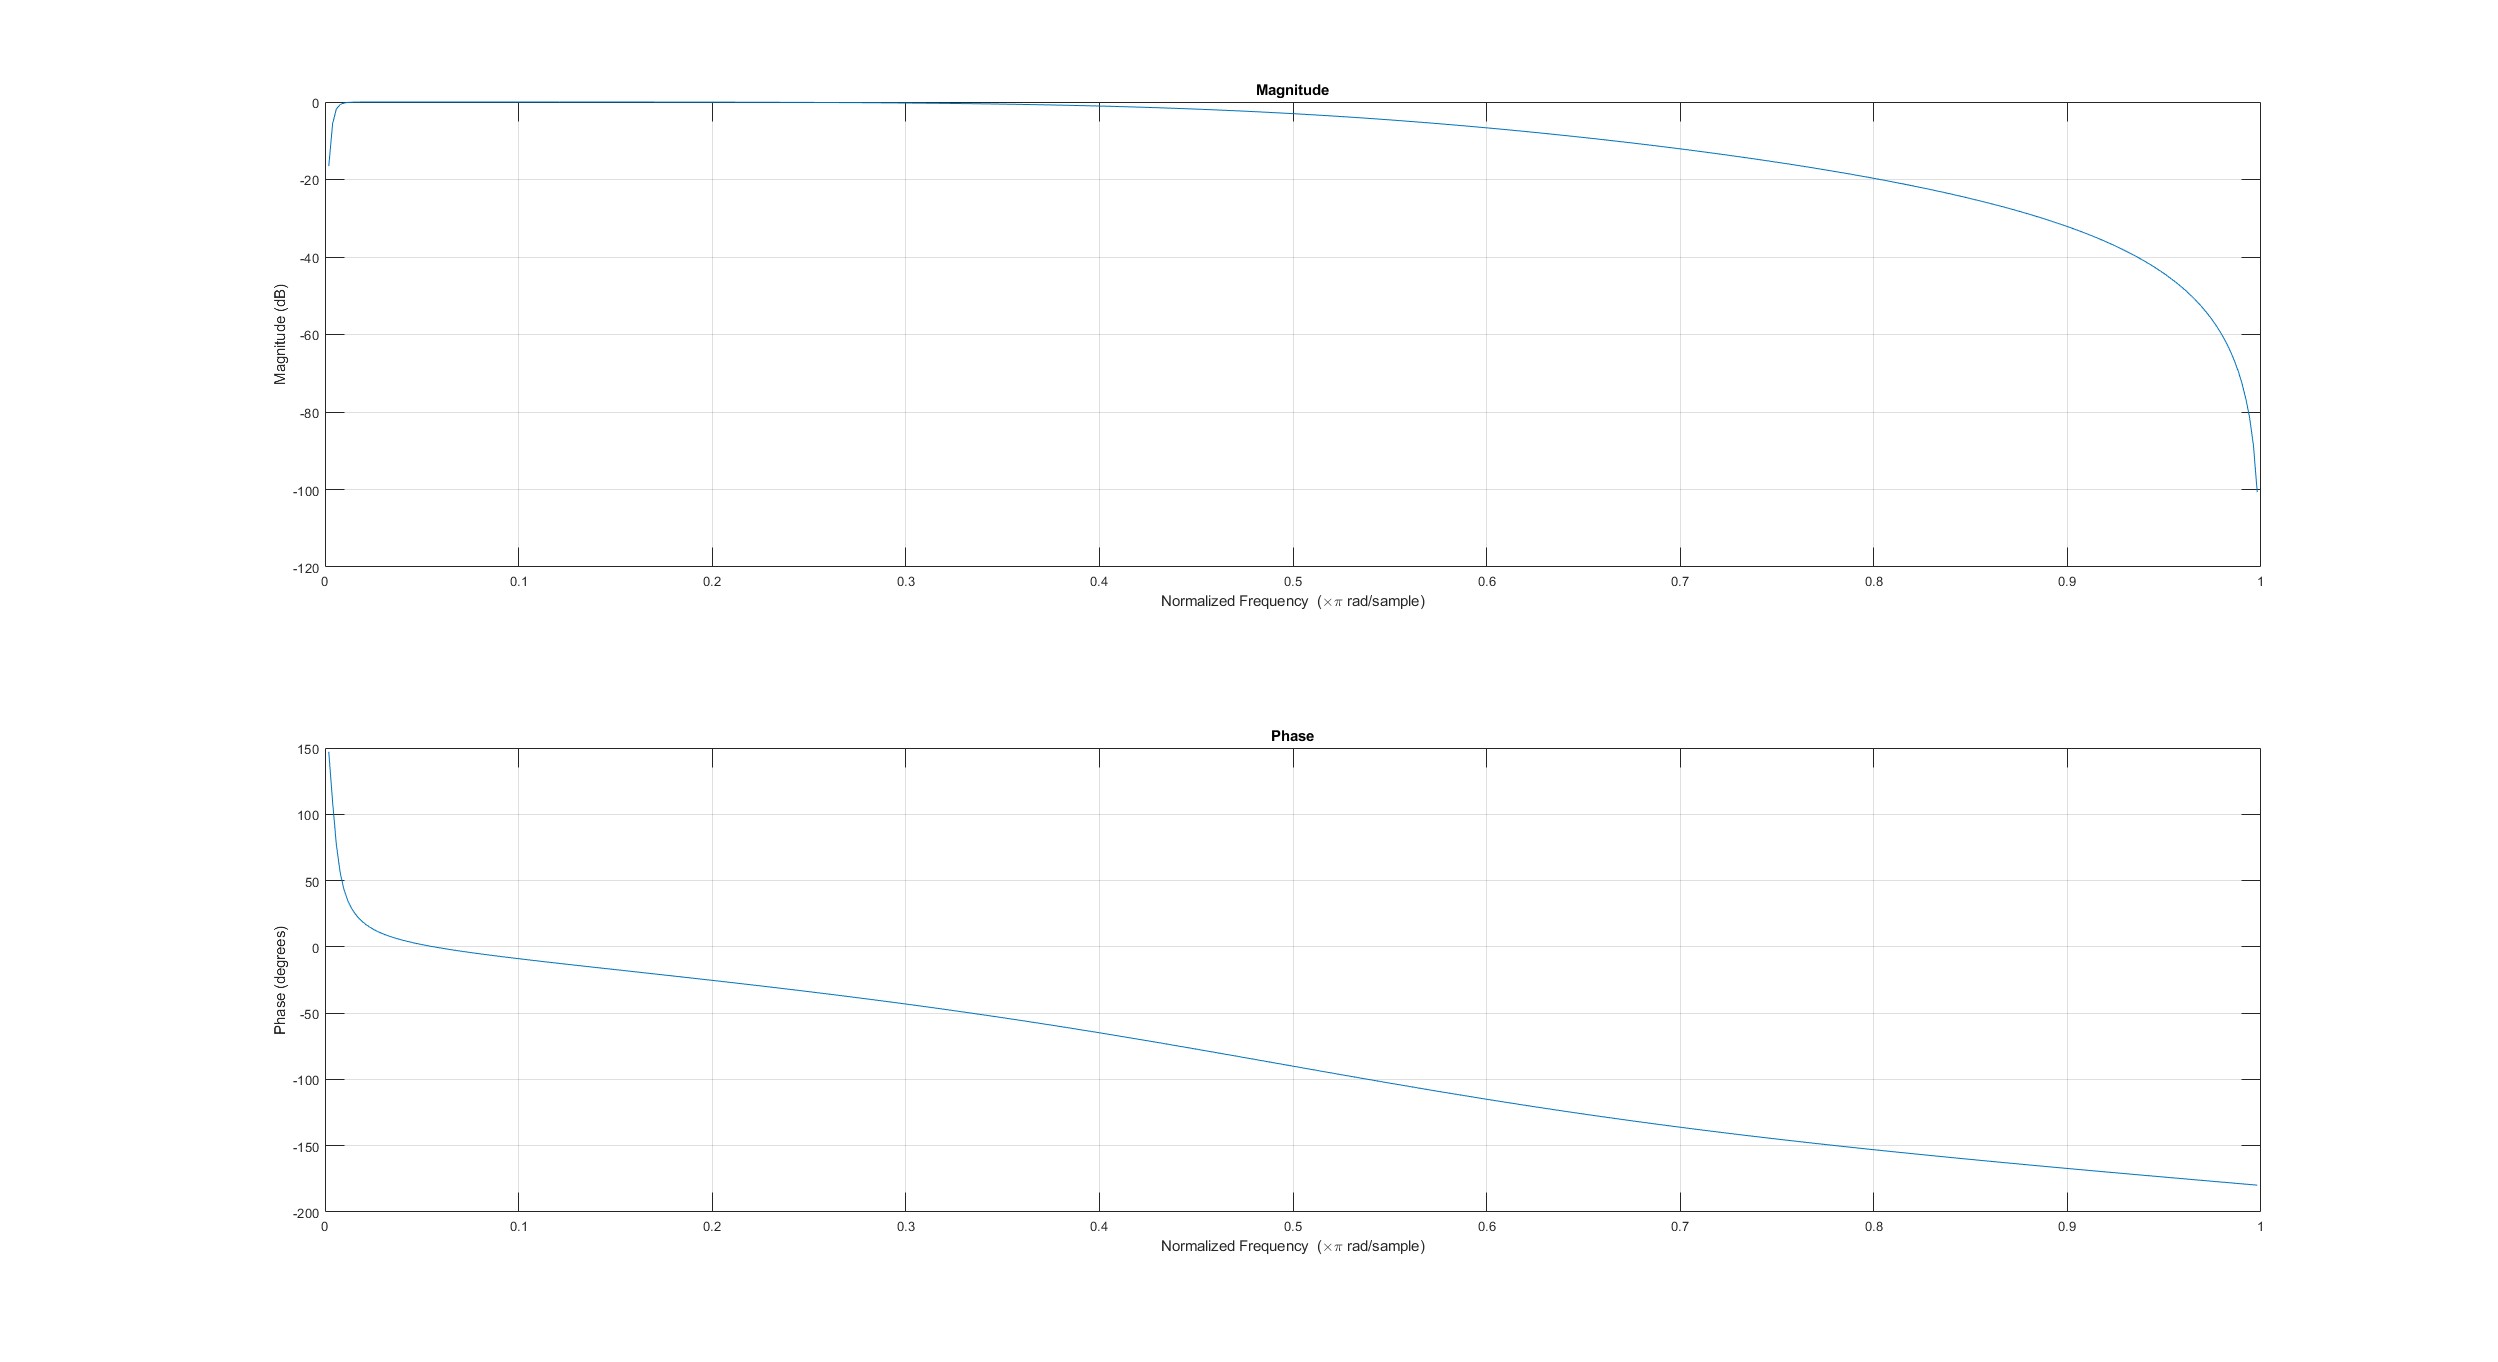 Magnitude
0
-20
-40
-60
-80
-100
-120
Magnitude (dB)
0 0.1 0.2 0.3 0.4 0.5 0.6 0.7 0.8 0.9 1
Normalized Frequency (×π rad/sample)
Phase
150
100
50
0
-50
-100
-150
-200
Phase (degrees)
0 0.1 0.2 0.3 0.4 0.5 0.6 0.7 0.8 0.9 1
Normalized Frequency (×π rad/sample)